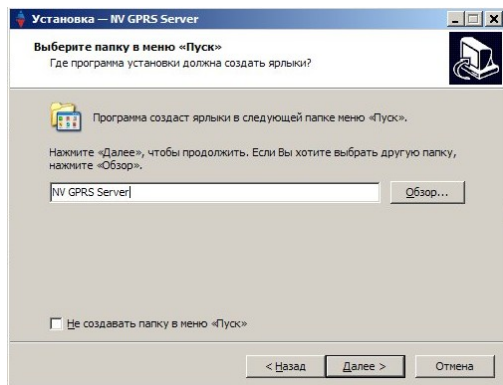 Установка — NV GPRS Server
Выберите папку в меню «Пуск»
Где программа установки должна создать ярлыки?
Программа создаст ярлыки в следующей папке меню «Пуск».
Нажмите «Далее», чтобы продолжить. Если Вы хотите выбрать другую папку,
нажмите «Обзор».
NV GPRS Server
Обзор...
Не создавать папку в меню «Пуск»
< Назад
Далее >
Отмена